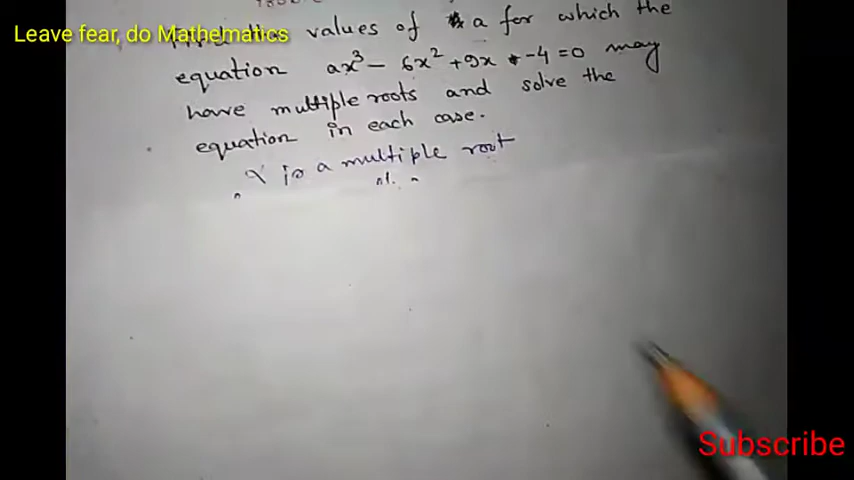 Leave fear, do Mathematics
values of a for which the
equation ax³ − 6x² + 9x − 4 = 0 may
have multiple roots and solve the
equation in each case.
is a multiple root
Subscribe